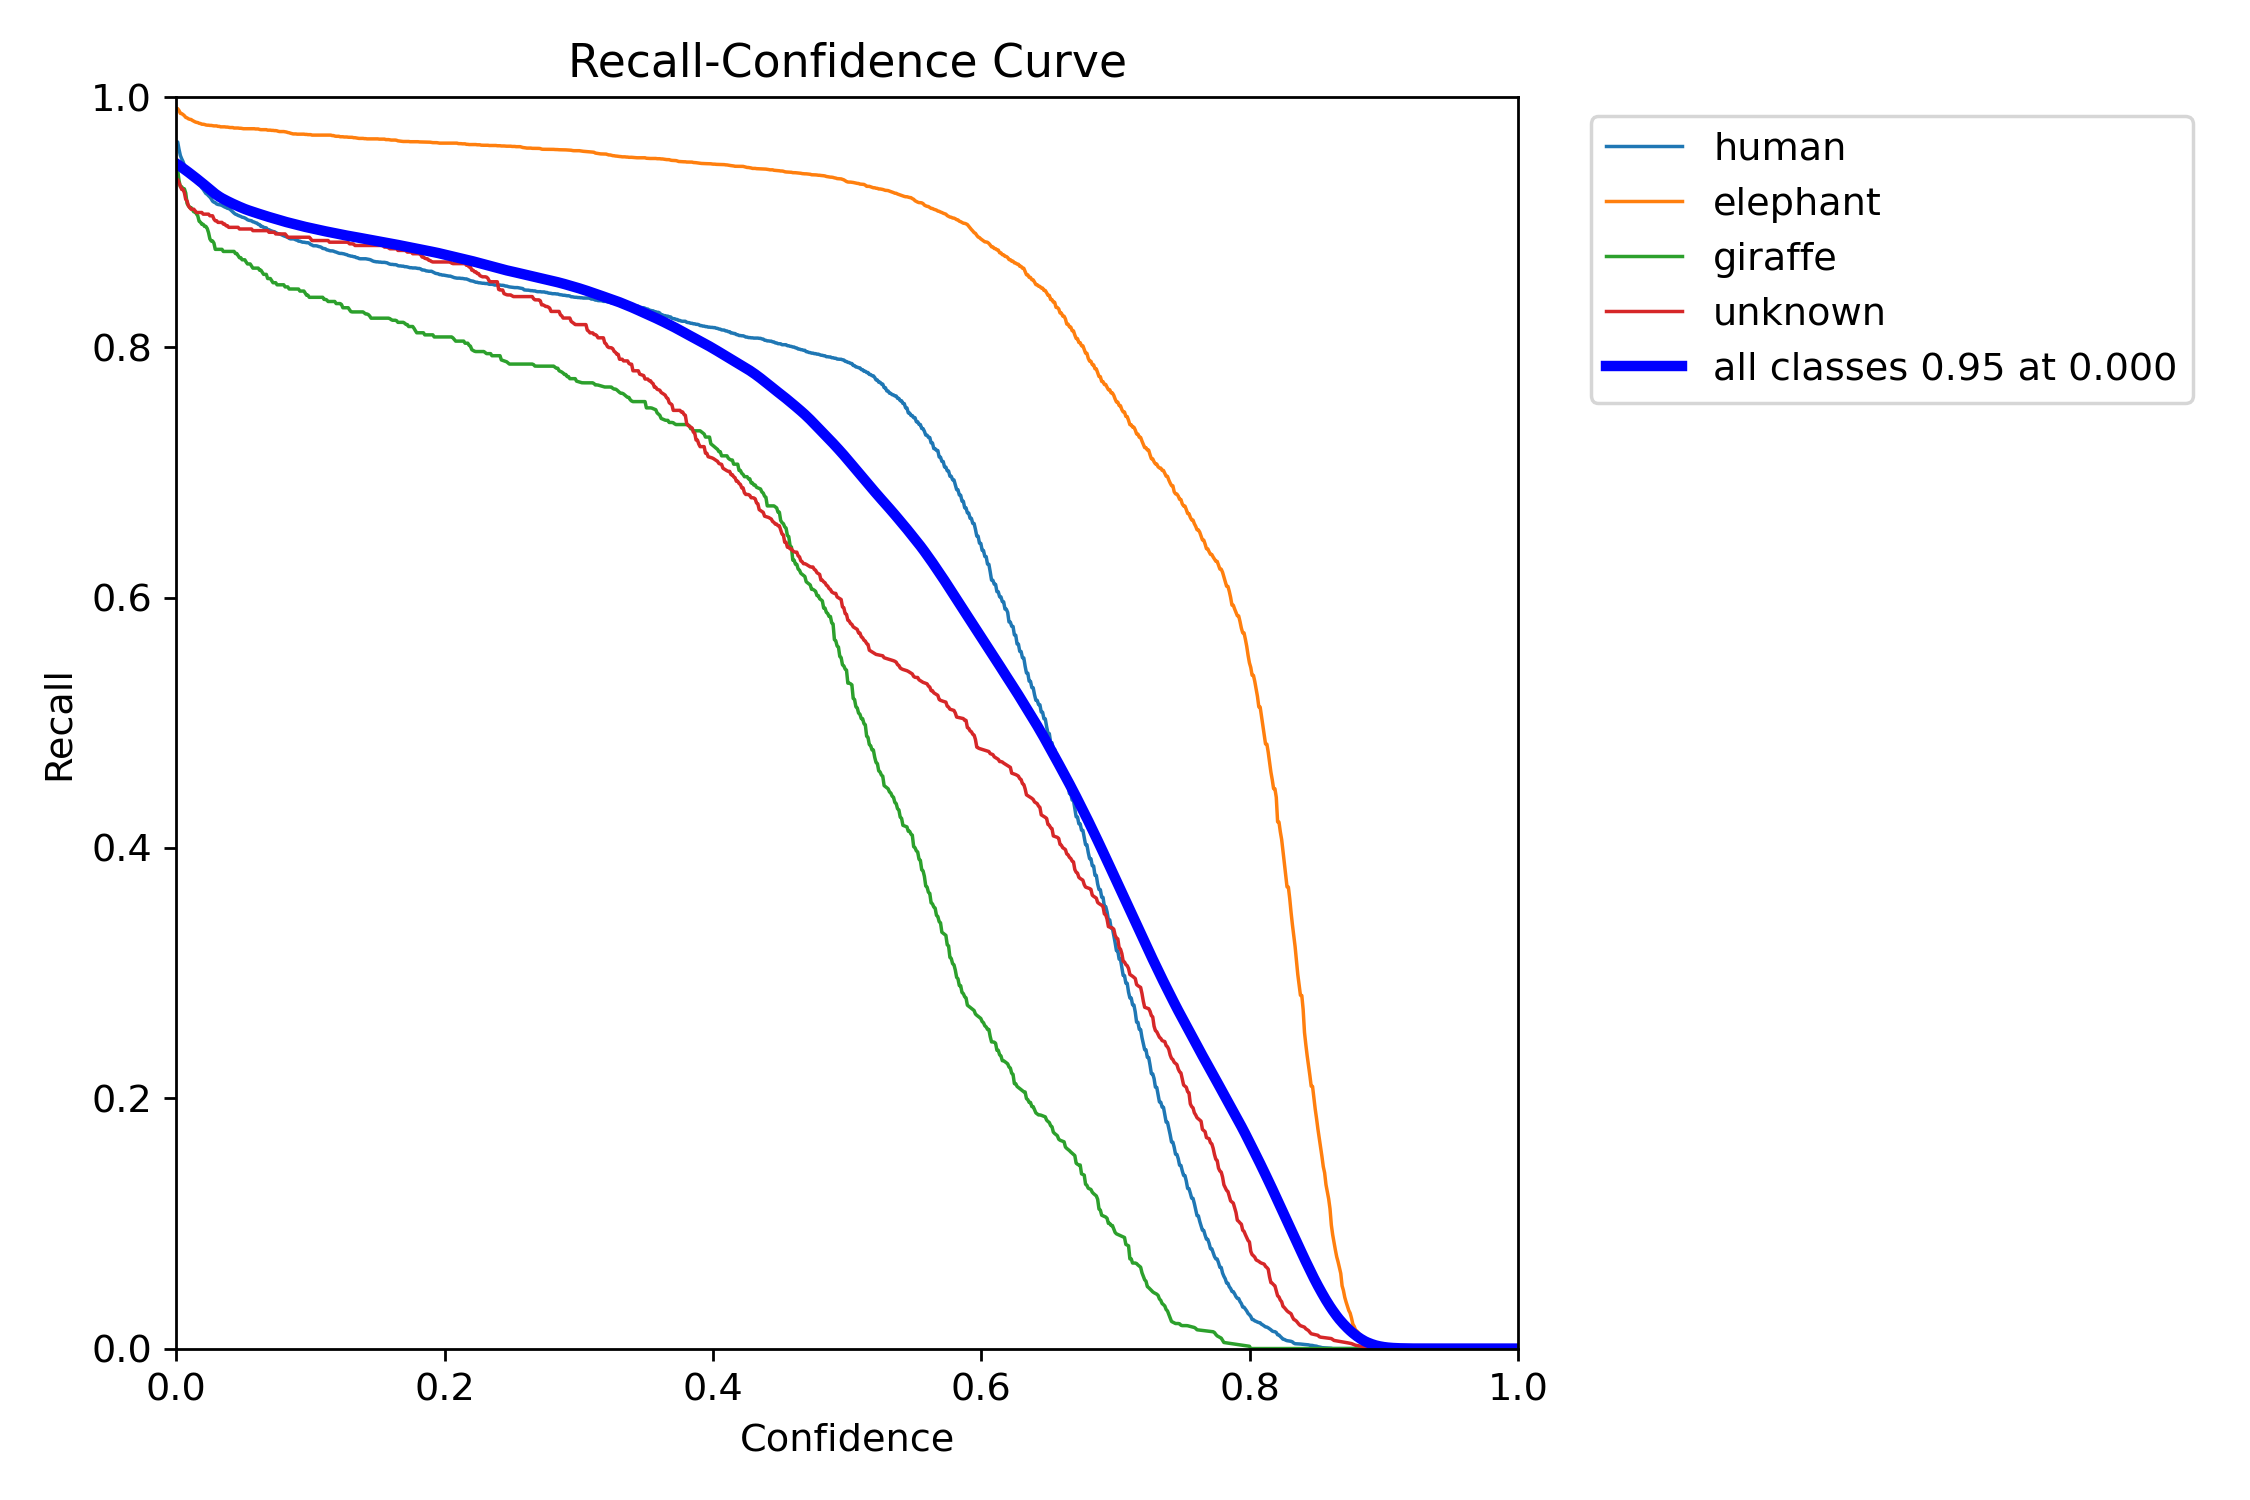 Recall-Confidence Curve
1.0
0.8
0.6
0.4
0.2
0.0
Recall
0.0 0.2 0.4 0.6 0.8 1.0
Confidence
human
elephant
giraffe
unknown
all classes 0.95 at 0.000